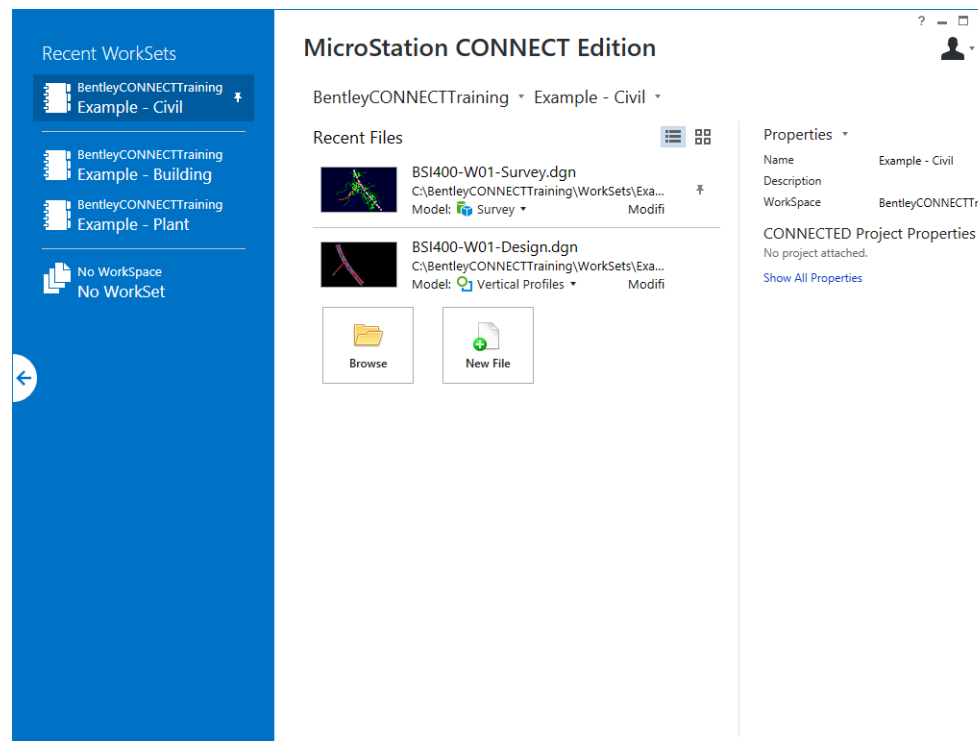 ?
Recent WorkSets
BentleyCONNECTTraining
Example - Civil
BentleyCONNECTTraining
Example - Building
BentleyCONNECTTraining
Example - Plant
No WorkSpace
No WorkSet
MicroStation CONNECT Edition
BentleyCONNECTTraining Example - Civil
Recent Files
BSI400-W01-Survey.dgn
C:\BentleyCONNECTTraining\WorkSets\Exa...
Model: Survey Modifi
BSI400-W01-Design.dgn
C:\BentleyCONNECTTraining\WorkSets\Exa...
Model: Vertical Profiles Modifi
Browse
New File
Properties
Name Example - Civil
Description
WorkSpace BentleyCONNECTTr
CONNECTED Project Properties
No project attached.
Show All Properties